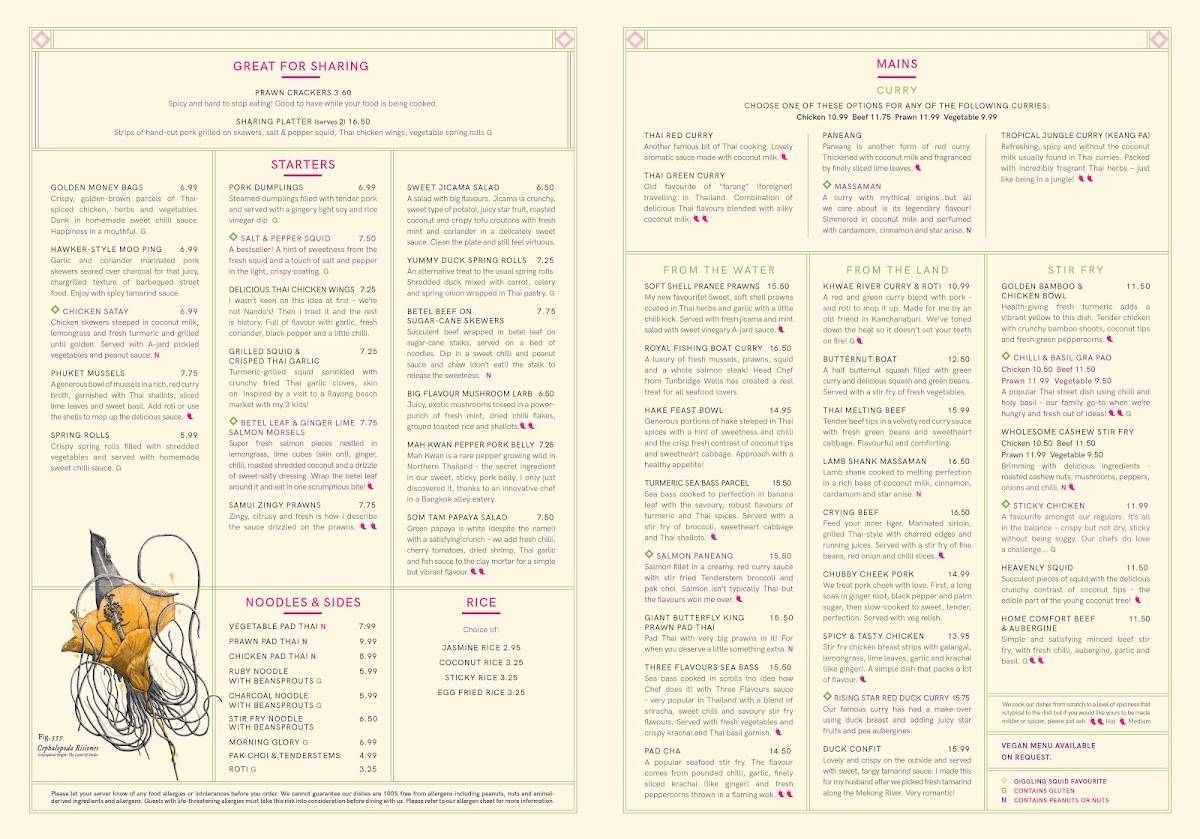 GREAT FOR SHARING
PRAWN CRACKERS 3.60
Spicy and hard to stop eating! Good to have while your food is being cooked.
SHARING PLATTER (serves 2) 16.50
Strips of hand-cut pork grilled on skewers, salt & pepper squid, Thai chicken wings, vegetable spring rolls G
STARTERS
GOLDEN MONEY BAGS 6.99
Crispy, golden-brown parcels of Thai-
spiced chicken, herbs and vegetables.
Dunk in homemade sweet chilli sauce.
Happiness in a mouthful. G
HAWKER-STYLE MOO PING 6.99
Garlic and coriander marinated pork
skewers seared over charcoal for that juicy,
chargrilled texture of barbequed street
food. Enjoy with spicy tamarind sauce.
CHICKEN SATAY 6.99
Chicken skewers steeped in coconut milk,
lemongrass and fresh turmeric and grilled
until golden. Served with A-jard pickled
vegetables and peanut sauce. N
PHUKET MUSSELS 7.75
A generous bowl of mussels in a rich, red curry
broth, garnished with Thai shallots, sliced
lime leaves and sweet basil. Add roti or use
the shells to mop up the delicious sauce.
SPRING ROLLS 5.99
Crispy spring rolls filled with shredded
vegetables and served with homemade
sweet chilli sauce. G
PORK DUMPLINGS 6.99
Steamed dumplings filled with tender pork
and served with a gingery light soy and rice
vinegar dip. G
SALT & PEPPER SQUID 7.50
A bestseller! A hint of sweetness from the
fresh squid and a touch of salt and pepper
in the light, crispy coating. G
DELICIOUS THAI CHICKEN WINGS 7.25
I wasn't keen on this idea at first – we're
not Nando's! Then I tried it and the rest
is history. Full of flavour with garlic, fresh
coriander, black pepper and a little chilli.
GRILLED SQUID & 7.25
CRISPED THAI GARLIC
Turmeric-grilled squid sprinkled with
crunchy fried Thai garlic cloves, skin
on. Inspired by a visit to a Rayong beach
market with my 3 kids!
BETEL LEAF & GINGER LIME 7.75
SALMON MORSELS
Super fresh salmon pieces nestled in
lemongrass, lime cubes (skin on!), ginger,
chilli, roasted shredded coconut and a drizzle
of sweet-salty dressing. Wrap the betel leaf
around it and eat in one scrumptious bite!
SAMUI ZINGY PRAWNS 7.75
Zingy, citrusy and fresh is how I describe
the sauce drizzled on the prawns.
SWEET JICAMA SALAD 6.50
A salad with big flavours. Jicama (a crunchy,
sweet type of potato), juicy star fruit, roasted
coconut and crispy tofu croutons with fresh
mint and coriander in a delicately sweet
sauce. Clean the plate and still feel virtuous.
YUMMY DUCK SPRING ROLLS 7.25
An alternative treat to the usual spring rolls.
Shredded duck mixed with carrot, celery
and spring onion wrapped in Thai pastry. G
BETEL BEEF ON 7.75
SUGAR-CANE SKEWERS
Succulent beef wrapped in betel leaf on
sugar-cane stalks, served on a bed of
noodles. Dip in a sweet chilli and peanut
sauce and chew (don't eat!) the stalk to
release the sweetness. N
BIG FLAVOUR MUSHROOM LARB 6.50
Juicy, exotic mushrooms tossed in a power-
punch of fresh mint, dried chilli flakes,
ground toasted rice and shallots.
MAH KWAN PEPPER PORK BELLY 7.25
Mah Kwan is a rare pepper growing wild in
Northern Thailand - the secret ingredient
in our sweet, sticky pork belly. I only just
discovered it, thanks to an innovative chef
in a Bangkok alley eatery.
SOM TAM PAPAYA SALAD 7.50
Green papaya is white (despite the name!)
with a satisfying crunch – we add fresh chilli,
cherry tomatoes, dried shrimp, Thai garlic
and fish sauce to the clay mortar for a simple
but vibrant flavour.
Fig.555
Cephalopoda Risiones
NOODLES & SIDES
VEGETABLE PAD THAI N 7.99
PRAWN PAD THAI N 9.99
CHICKEN PAD THAI N 8.99
RUBY NOODLE 5.99
WITH BEANSPROUTS G
CHARCOAL NOODLE 5.99
WITH BEANSPROUTS G
STIR FRY NOODLE 6.50
WITH BEANSPROUTS
MORNING GLORY G 6.99
PAK CHOI & TENDERSTEMS 4.99
ROTI G 3.25
RICE
Choice of:
JASMINE RICE 2.95
COCONUT RICE 3.25
STICKY RICE 3.25
EGG FRIED RICE 3.25
Please let your server know of any food allergies or intolerances before you order. We cannot guarantee our dishes are 100% free from allergens including peanuts, nuts and animal-
derived ingredients and allergens. Guests with life-threatening allergies must take this risk into consideration before dining with us. Please refer to our allergen sheet for more information.
MAINS
CURRY
CHOOSE ONE OF THESE OPTIONS FOR ANY OF THE FOLLOWING CURRIES:
Chicken 10.99 Beef 11.75 Prawn 11.99 Vegetable 9.99
THAI RED CURRY
Another famous bit of Thai cooking. Lovely
aromatic sauce made with coconut milk.
THAI GREEN CURRY
Old favourite of "farang" (foreigner)
travelling in Thailand. Combination of
delicious Thai flavours blended with silky
coconut milk.
PANEANG
Paneang is another form of red curry.
Thickened with coconut milk and fragranced
by finely sliced lime leaves.
MASSAMAN
A curry with mythical origins...but all
we care about is its legendary flavour!
Simmered in coconut milk and perfumed
with cardamom, cinnamon and star anise. N
TROPICAL JUNGLE CURRY (KEANG PA)
Refreshing, spicy and without the coconut
milk usually found in Thai curries. Packed
with incredibly fragrant Thai herbs – just
like being in a jungle!
FROM THE WATER
SOFT SHELL PRANEE PRAWNS 15.50
My new favourite! Sweet, soft shell prawns
coated in Thai herbs and garlic with a little
chilli kick. Served with fresh jicama and mint
salad with sweet vinegary A-jard sauce.
ROYAL FISHING BOAT CURRY 16.50
A luxury of fresh mussels, prawns, squid
and a whole salmon steak! Head Chef
from Tunbridge Wells has created a real
treat for all seafood lovers.
HAKE FEAST BOWL 14.95
Generous portions of hake steeped in Thai
spices with a hint of sweetness and chilli
and the crisp fresh contrast of coconut tips
and sweetheart cabbage. Approach with a
healthy appetite!
TURMERIC SEA BASS PARCEL 15.50
Sea bass cooked to perfection in banana
leaf with the savoury, robust flavours of
turmeric and Thai spices. Served with a
stir fry of broccoli, sweetheart cabbage
and Thai shallots.
SALMON PANEANG 15.50
Salmon fillet in a creamy, red curry sauce
with stir fried Tenderstem broccoli and
pak choi. Salmon isn't typically Thai but
the flavours won me over.
GIANT BUTTERFLY KING 15.50
PRAWN PAD THAI
Pad Thai with very big prawns in it! For
when you deserve a little something extra. N
THREE FLAVOURS SEA BASS 15.50
Sea bass cooked in scrolls (no idea how
Chef does it!) with Three Flavours sauce
- very popular in Thailand with a blend of
sriracha, sweet chilli and savoury stir fry
flavours. Served with fresh vegetables and
crispy krachai and Thai basil garnish.
PAD CHA 14.50
A popular seafood stir fry. The flavour
comes from pounded chilli, garlic, finely
sliced krachai (like ginger) and fresh
peppercorns thrown in a flaming wok.
FROM THE LAND
KHWAE RIVER CURRY & ROTI 10.99
A red and green curry blend with pork -
and roti to mop it up. Made for me by an
old friend in Kanchanaburi. We've toned
down the heat so it doesn't set your teeth
on fire! G
BUTTERNUT BOAT 12.50
A half butternut squash filled with green
curry and delicious squash and green beans.
Served with a stir fry of fresh vegetables.
THAI MELTING BEEF 15.99
Tender beef tips in a velvety red curry sauce
with fresh green beans and sweetheart
cabbage. Flavourful and comforting.
LAMB SHANK MASSAMAN 16.50
Lamb shank cooked to melting perfection
in a rich base of coconut milk, cinnamon,
cardamom and star anise. N
CRYING BEEF 16.50
Feed your inner tiger. Marinated sirloin,
grilled Thai-style with charred edges and
running juices. Served with a stir fry of fine
beans, red onion and chilli slices.
CHUBBY CHEEK PORK 14.99
We treat pork cheek with love. First, a long
soak in ginger root, black pepper and palm
sugar, then slow-cooked to sweet, tender,
perfection. Served with veg relish.
SPICY & TASTY CHICKEN 13.95
Stir fry chicken breast strips with galangal,
lemongrass, lime leaves, garlic and krachai
(like ginger). A simple dish that packs a lot
of flavour.
RISING STAR RED DUCK CURRY 15.75
Our famous curry has had a make-over
using duck breast and adding juicy star
fruits and pea aubergines.
DUCK CONFIT 15.99
Lovely and crispy on the outside and served
with sweet, tangy tamarind sauce. I made this
for my husband after we picked fresh tamarind
along the Mekong River. Very romantic!
STIR FRY
GOLDEN BAMBOO & 11.50
CHICKEN BOWL
Health-giving fresh turmeric adds a
vibrant yellow to this dish. Tender chicken
with crunchy bamboo shoots, coconut tips
and fresh green peppercorns.
CHILLI & BASIL GRA PAO
Chicken 10.50 Beef 11.50
Prawn 11.99 Vegetable 9.50
A popular Thai street dish using chilli and
holy basil - our family go-to when we're
hungry and fresh out of ideas! G
WHOLESOME CASHEW STIR FRY
Chicken 10.50 Beef 11.50
Prawn 11.99 Vegetable 9.50
Brimming with delicious ingredients -
roasted cashew nuts, mushrooms, peppers,
onions and chilli. N
STICKY CHICKEN 11.99
A favourite amongst our regulars. It's all
in the balance - crispy but not dry, sticky
without being soggy. Our chefs do love
a challenge... G
HEAVENLY SQUID 11.50
Succulent pieces of squid with the delicious
crunchy contrast of coconut tips - the
edible part of the young coconut tree!
HOME COMFORT BEEF 11.50
& AUBERGINE
Simple and satisfying minced beef stir
fry, with fresh chilli, aubergine, garlic and
basil. G
We cook our dishes from scratch to a level of spiciness that
is typical to the dish but if you would like yours to be made
milder or spicier, please just ask. Hot Medium
VEGAN MENU AVAILABLE
ON REQUEST.
GIGGLING SQUID FAVOURITE
G CONTAINS GLUTEN
N CONTAINS PEANUTS OR NUTS